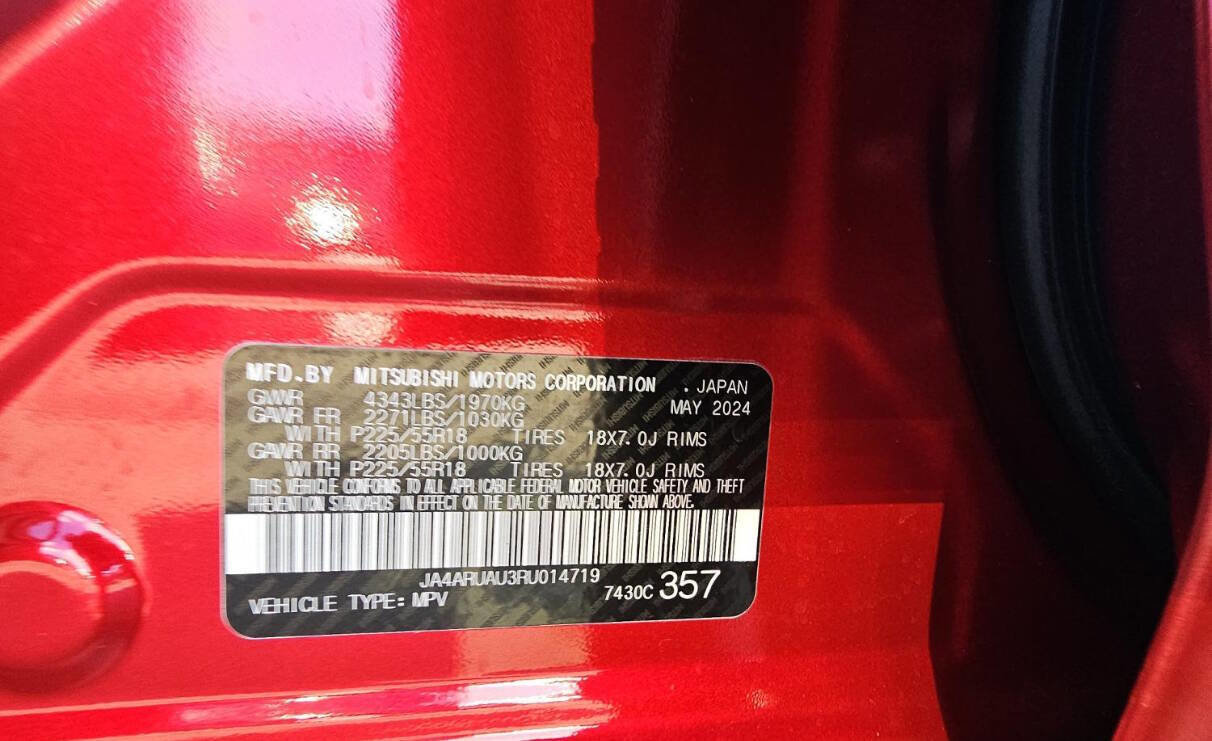 MFD.BY MITSUBISHI MOTORS CORPORATION . JAPAN
GVWR 4343LBS/1970KG MAY 2024
GAWR FR 2271LBS/1030KG
WITH P225/55R18 TIRES 18X7.0J RIMS
GAWR RR 2205LBS/1000KG
WITH P225/55R18 TIRES 18X7.0J RIMS
THIS VEHICLE CONFORMS TO ALL APPLICABLE FEDERAL MOTOR VEHICLE SAFETY AND THEFT
PREVENTION STANDARDS IN EFFECT ON THE DATE OF MANUFACTURE SHOWN ABOVE.
JA4ARUAU3RU014719
VEHICLE TYPE: MPV 7430C 357